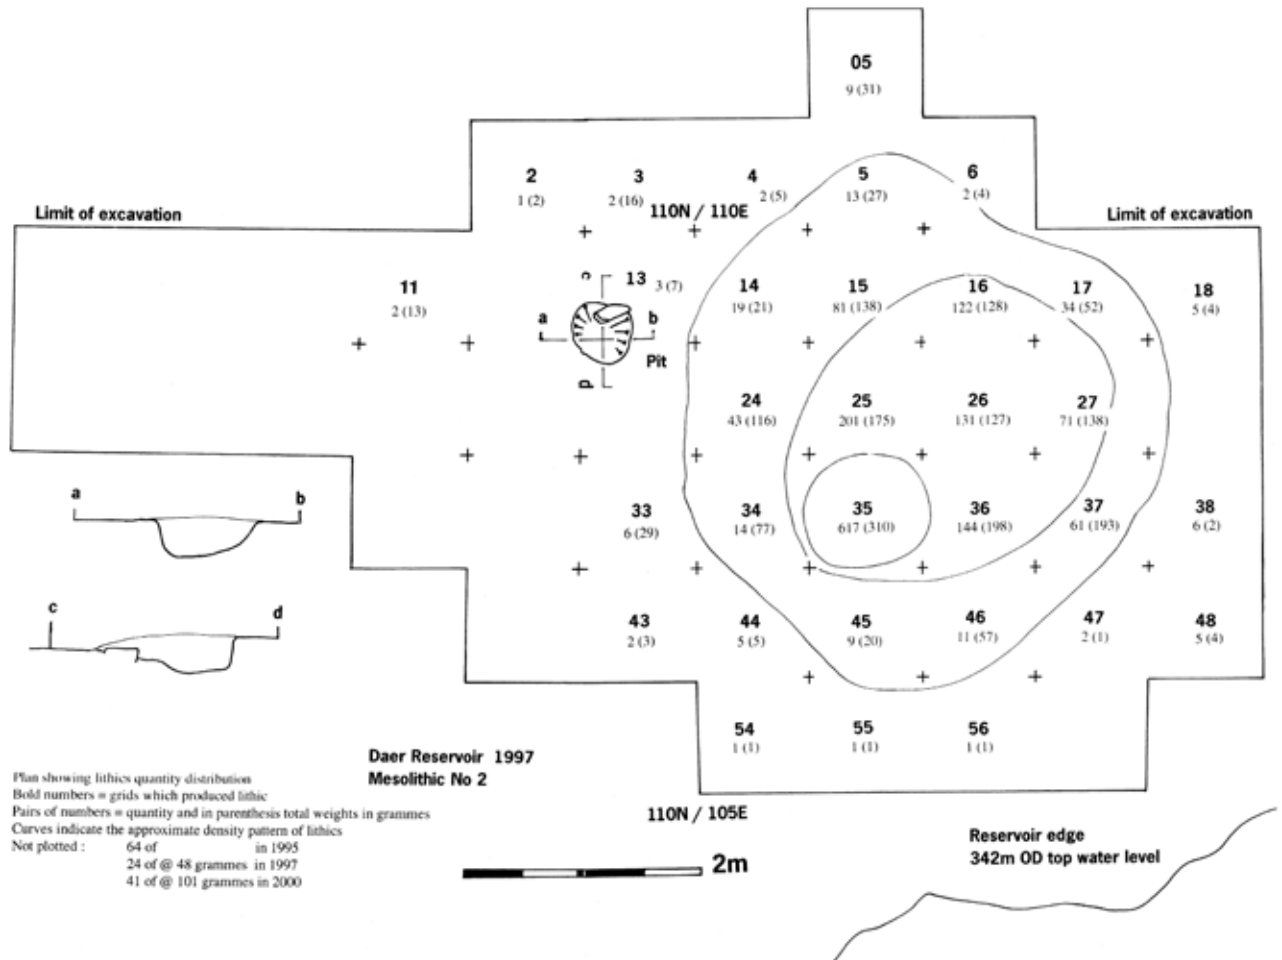 05
9 (31)
2 3 4 5 6
1 (2) 2 (16) 2 (5) 13 (27) 2 (4)
110N / 110E
Limit of excavation
Limit of excavation
11 13 14 15 16 17 18
2 (13) 3 (7) 19 (21) 81 (138) 122 (128) 34 (52) 5 (4)
c
a b
Pit
d
24 25 26 27
43 (116) 201 (175) 131 (127) 71 (138)
a b
33 34 35 36 37 38
6 (29) 14 (77) 617 (310) 144 (198) 61 (193) 6 (2)
c d
43 44 45 46 47 48
2 (3) 5 (5) 9 (20) 11 (57) 2 (1) 5 (4)
54 55 56
1 (1) 1 (1) 1 (1)
Daer Reservoir 1997
Mesolithic No 2
Plan showing lithics quantity distribution
Bold numbers = grids which produced lithic
Pairs of numbers = quantity and in parenthesis total weights in grammes
Curves indicate the approximate density pattern of lithics
Not plotted : 64 of in 1995
24 of @ 48 grammes in 1997
41 of @ 101 grammes in 2000
110N / 105E
2m
Reservoir edge
342m OD top water level